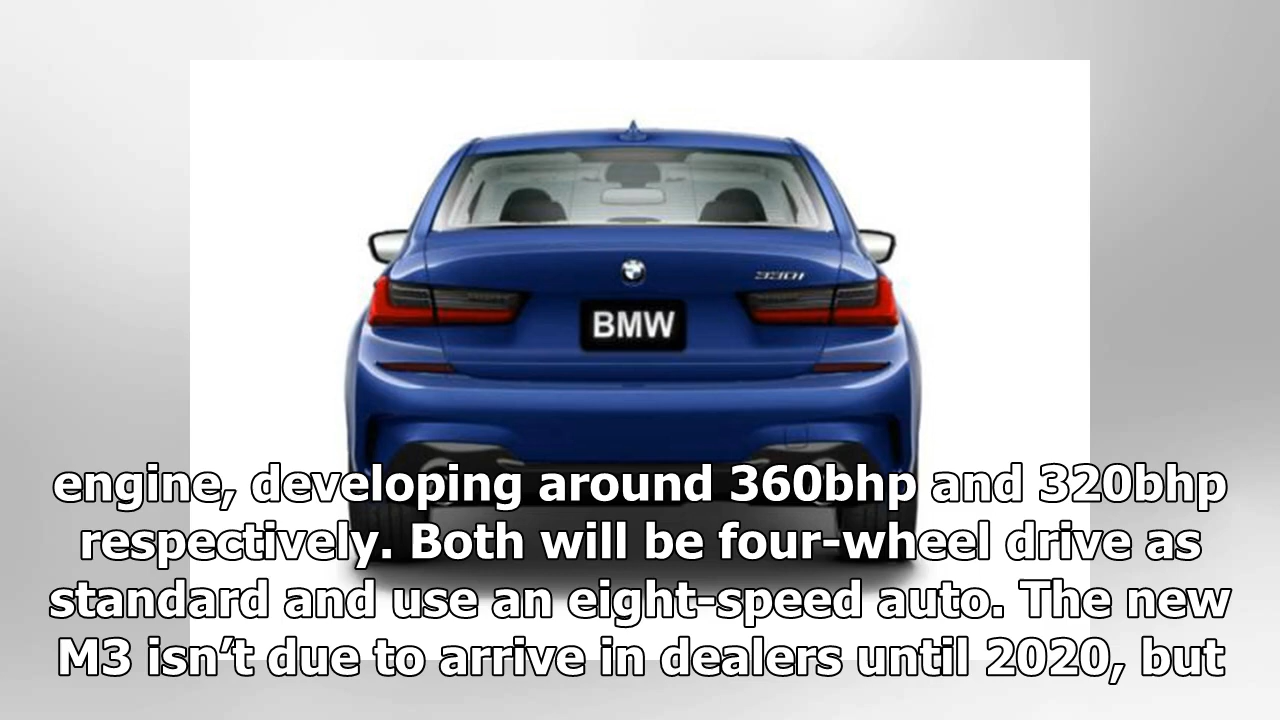 330i
BMW
engine, developing around 360bhp and 320bhp
respectively. Both will be four-wheel drive as
standard and use an eight-speed auto. The new
M3 isn’t due to arrive in dealers until 2020, but